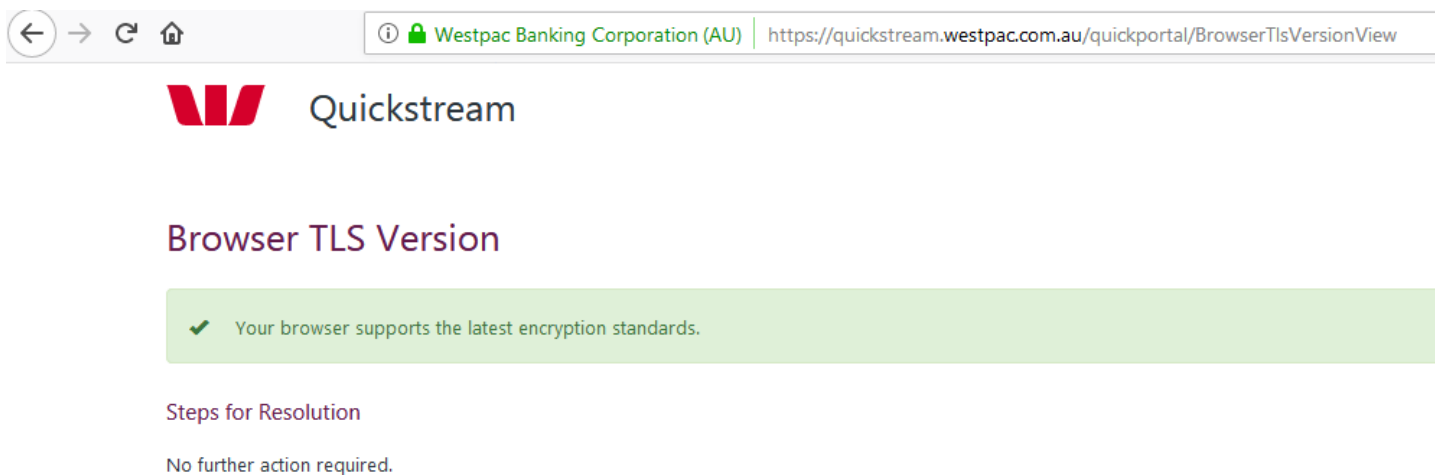 Westpac Banking Corporation (AU) https://quickstream.westpac.com.au/quickportal/BrowserTlsVersionView
Quickstream
Browser TLS Version
Your browser supports the latest encryption standards.
Steps for Resolution
No further action required.